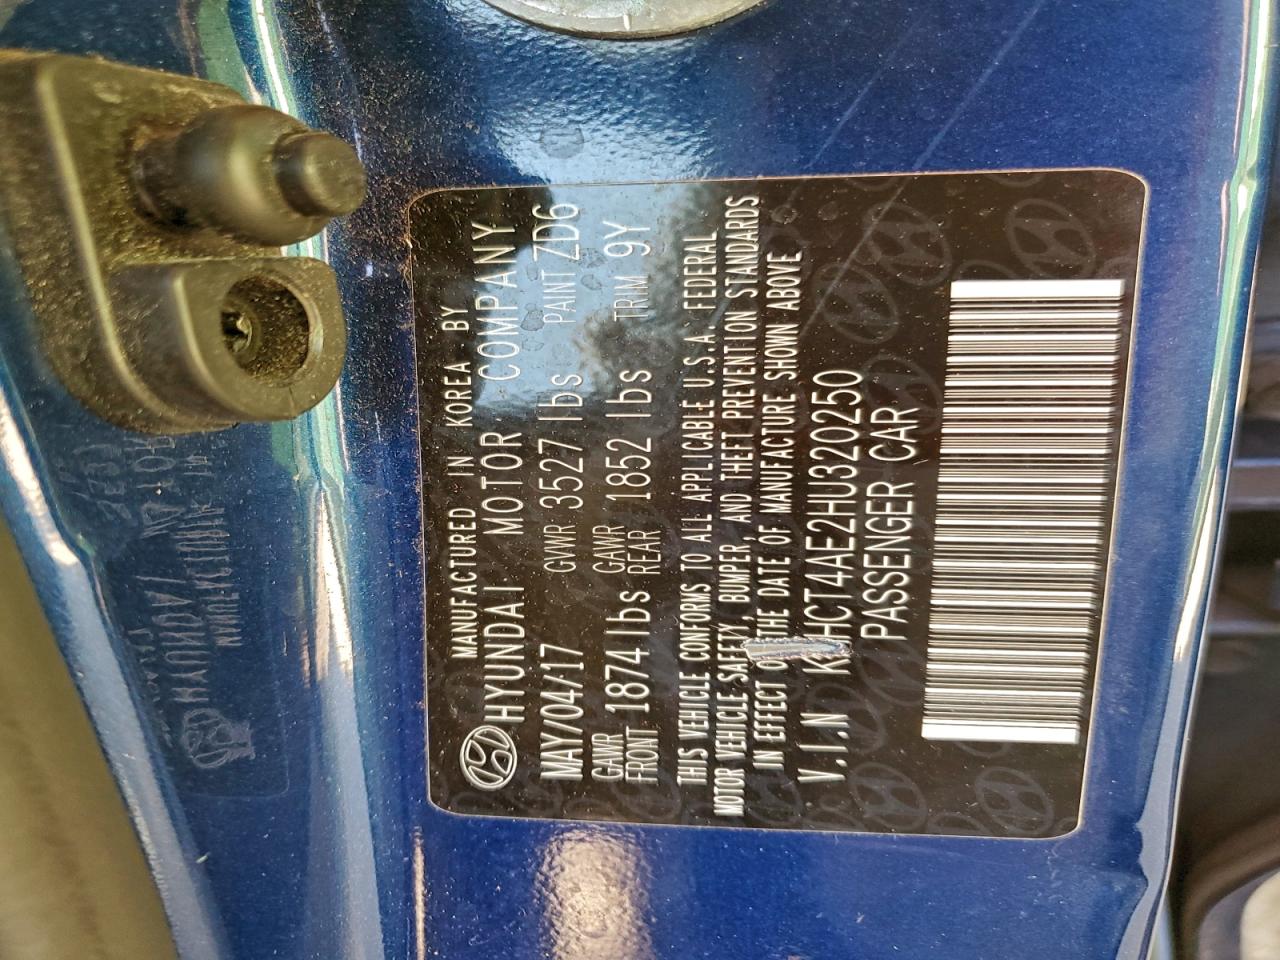 MANUFACTURED IN KOREA BY
HYUNDAI MOTOR COMPANY
MAY/04/17 GVWR 3527 lbs PAINT ZD6
GAWR FRONT 1874 lbs GAWR REAR 1852 lbs TRIM 9Y
THIS VEHICLE CONFORMS TO ALL APPLICABLE U.S.A. FEDERAL
MOTOR VEHICLE SAFETY, BUMPER, AND THEFT PREVENTION STANDARDS
IN EFFECT ON THE DATE OF MANUFACTURE SHOWN ABOVE
V.I.N KMHCT4AE2HU320250
PASSENGER CAR